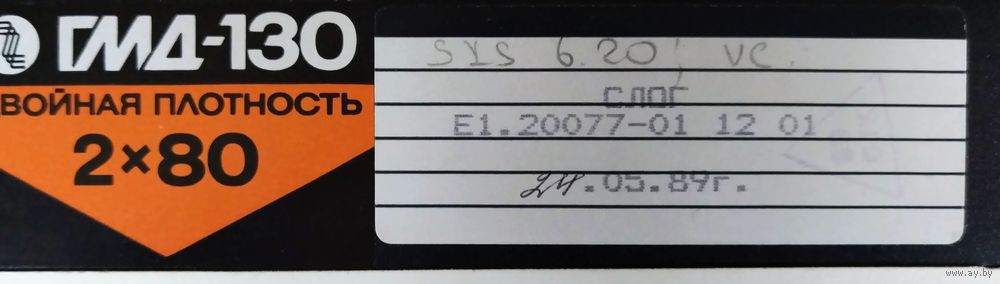 ГМД-130
ВОЙНАЯ ПЛОТНОСТЬ
2×80
SYS 6.20; VC.
СЛОГ
Е1.20077-01 12 01
24.05.89г.
www.ay.by